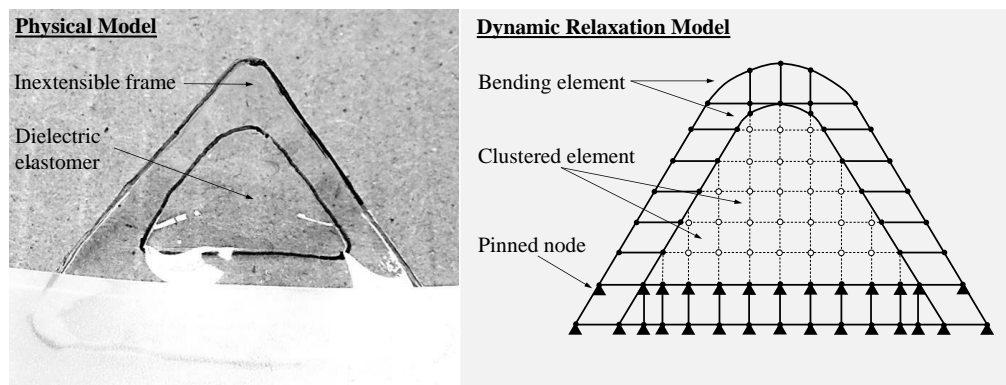 Physical Model
Inextensible frame
Dielectric
elastomer
Dynamic Relaxation Model
Bending element
Clustered element
Pinned node